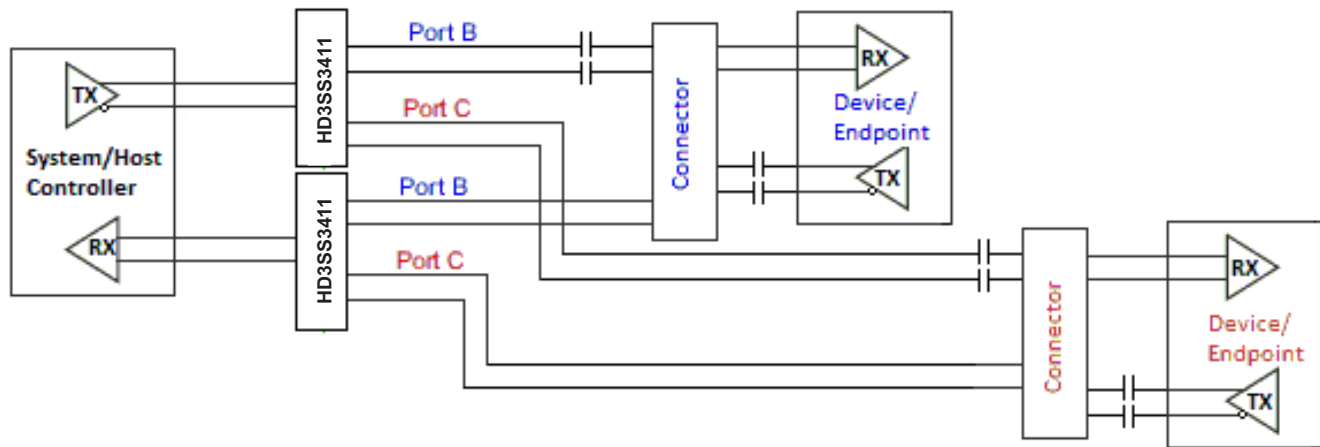 TX
System/Host
Controller
RX
HD3SS3411
HD3SS3411
Port B
Port C
Port B
Port C
Connector
RX
Device/
Endpoint
TX
Connector
RX
Device/
Endpoint
TX